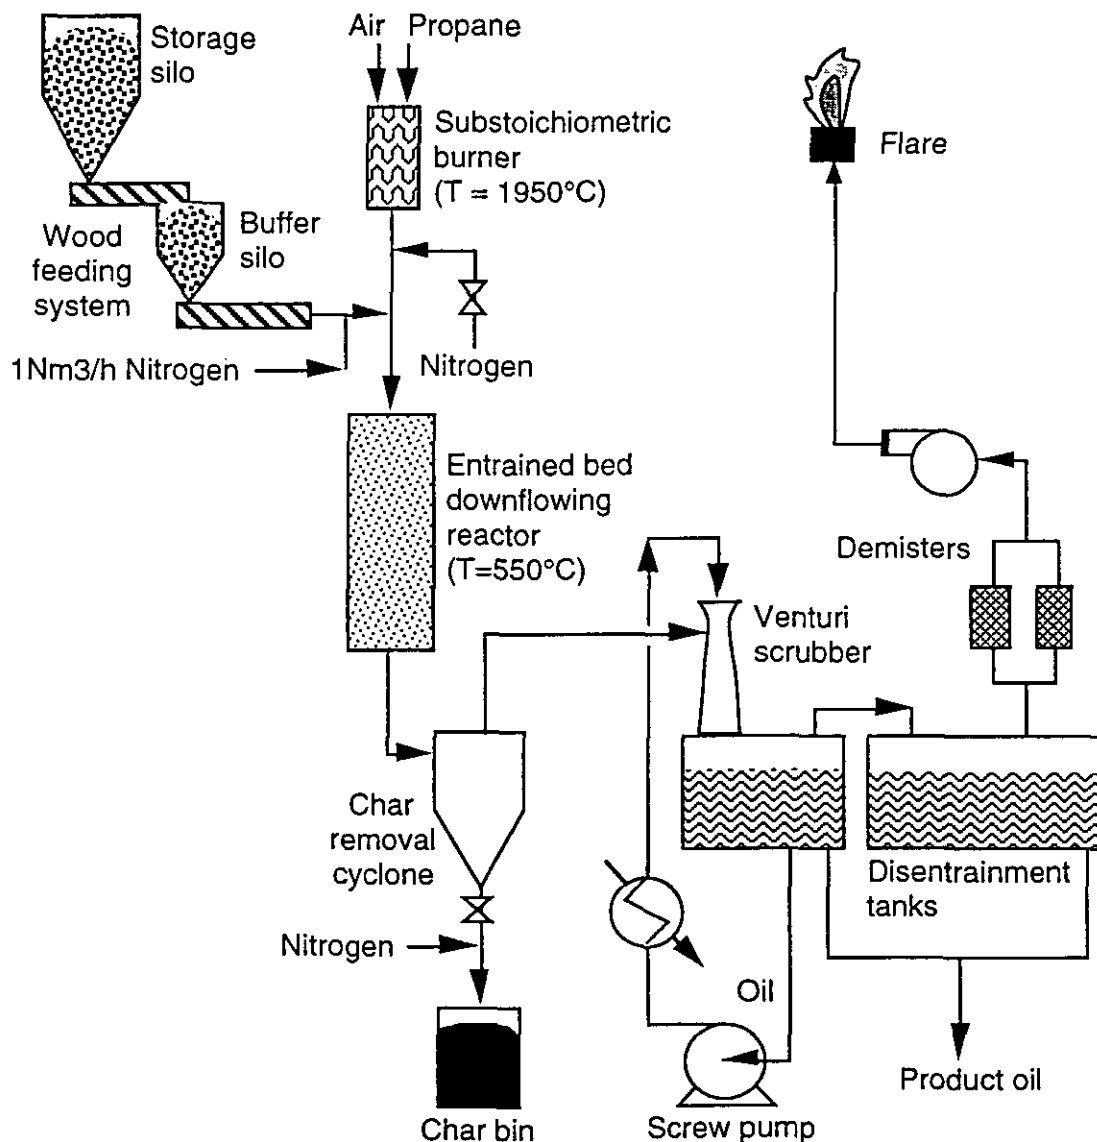 Storage
silo
Air
Propane
Substoichiometric
burner
(T = 1950°C)
Flare
Wood
feeding
system
Buffer
silo
1Nm3/h Nitrogen
Nitrogen
Entrained bed
downflowing
reactor
(T=550°C)
Demisters
Venturi
scrubber
Char
removal
cyclone
Disentrainment
tanks
Nitrogen
Oil
Product oil
Char bin
Screw pump